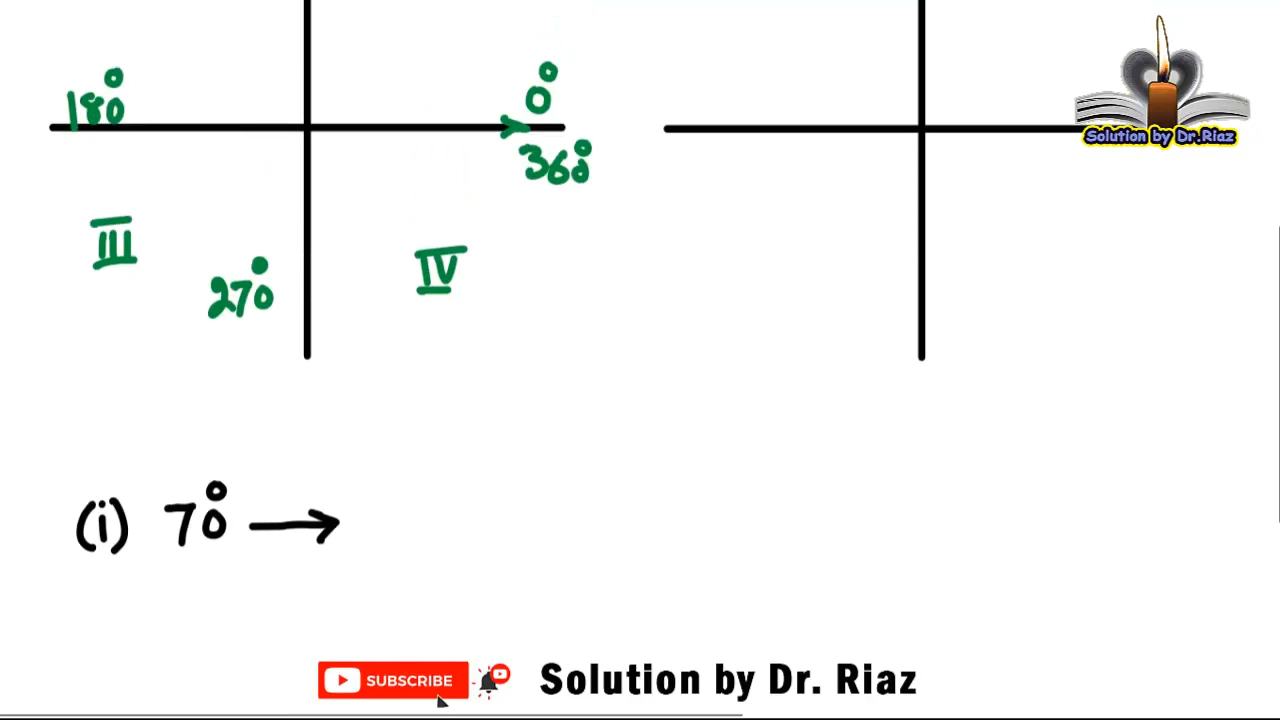 180°
0°
360°
III
IV
270°
Solution by Dr.Riaz
(i) 70° →
SUBSCRIBE
Solution by Dr. Riaz